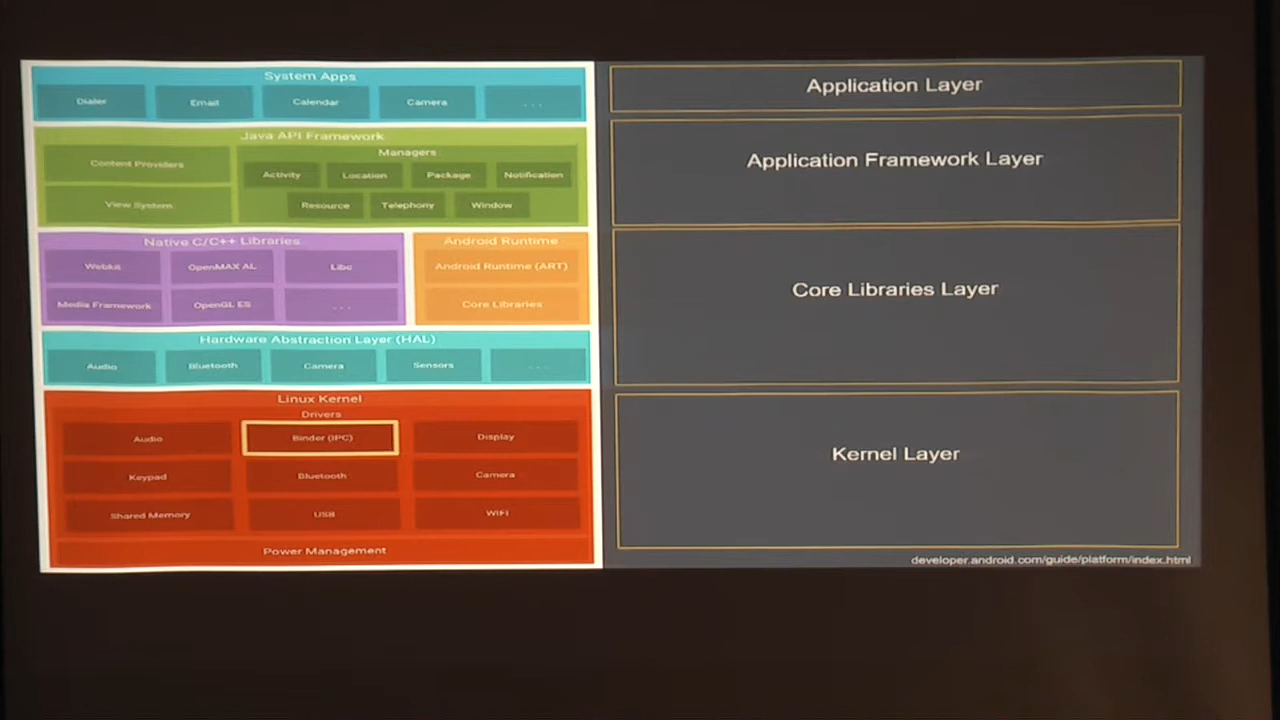 System Apps
Dialer
Email
Calendar
Camera
...
Java API Framework
Content Providers
View System
Managers
Activity
Location
Package
Notification
Resource
Telephony
Window
Native C/C++ Libraries
Webkit
OpenMAX AL
Libc
Media Framework
OpenGL ES
...
Android Runtime
Android Runtime (ART)
Core Libraries
Hardware Abstraction Layer (HAL)
Audio
Bluetooth
Camera
Sensors
...
Linux Kernel
Drivers
Audio
Binder (IPC)
Display
Keypad
Bluetooth
Camera
Shared Memory
USB
WIFI
Power Management
Application Layer
Application Framework Layer
Core Libraries Layer
Kernel Layer
developer.android.com/guide/platform/index.html